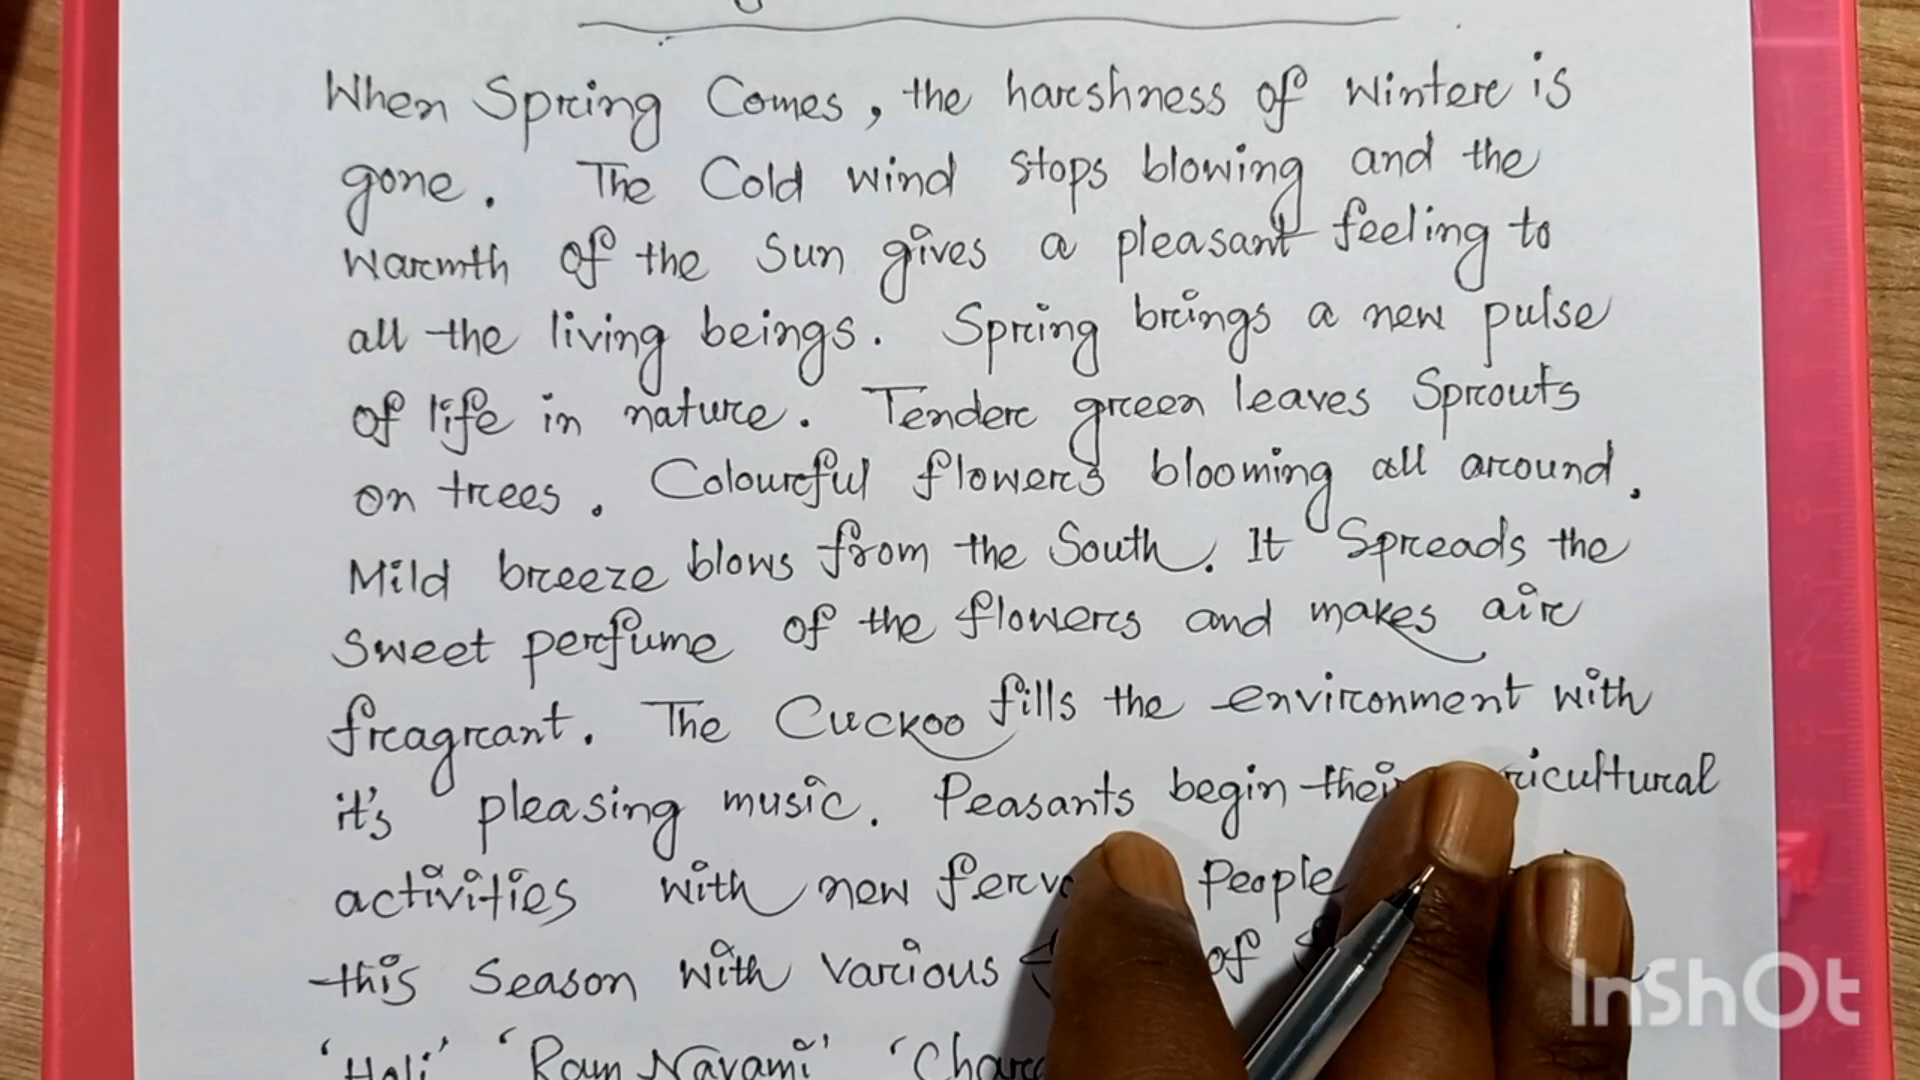 When Spring Comes, the harshness of Winter is
gone. The Cold wind stops blowing and the
warmth of the Sun gives a pleasant feeling to
all the living beings. Spring brings a new pulse
of life in nature. Tender green leaves Sprouts
on trees. Colourful flowers blooming all around.
Mild breeze blows from the South. It Spreads the
sweet perfume of the flowers and makes air
fragrant. The Cuckoo fills the environment with
it's pleasing music. Peasants begin their
activities with new People
this Season with various of
'Holi' 'Ram Navami'
InShOt